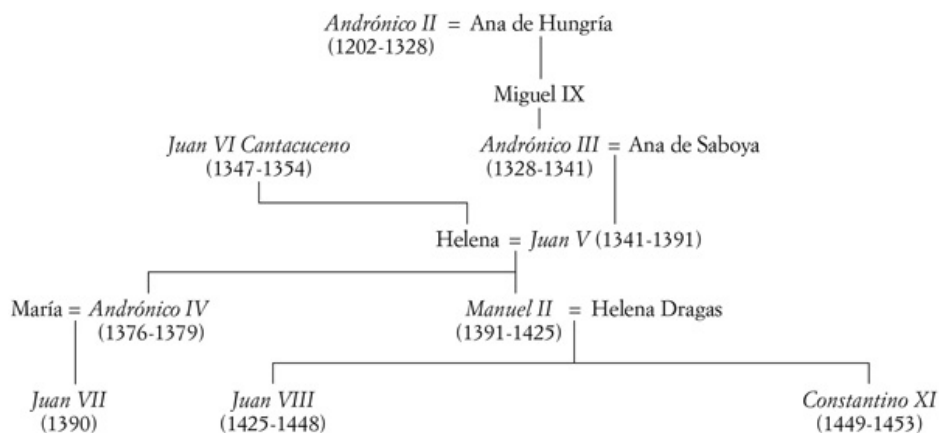 Andrónico II = Ana de Hungría
(1202-1328)
Miguel IX
Juan VI Cantacuceno
(1347-1354)
Andrónico III = Ana de Saboya
(1328-1341)
Helena = Juan V (1341-1391)
María = Andrónico IV
(1376-1379)
Manuel II = Helena Dragas
(1391-1425)
Juan VII
(1390)
Juan VIII
(1425-1448)
Constantino XI
(1449-1453)